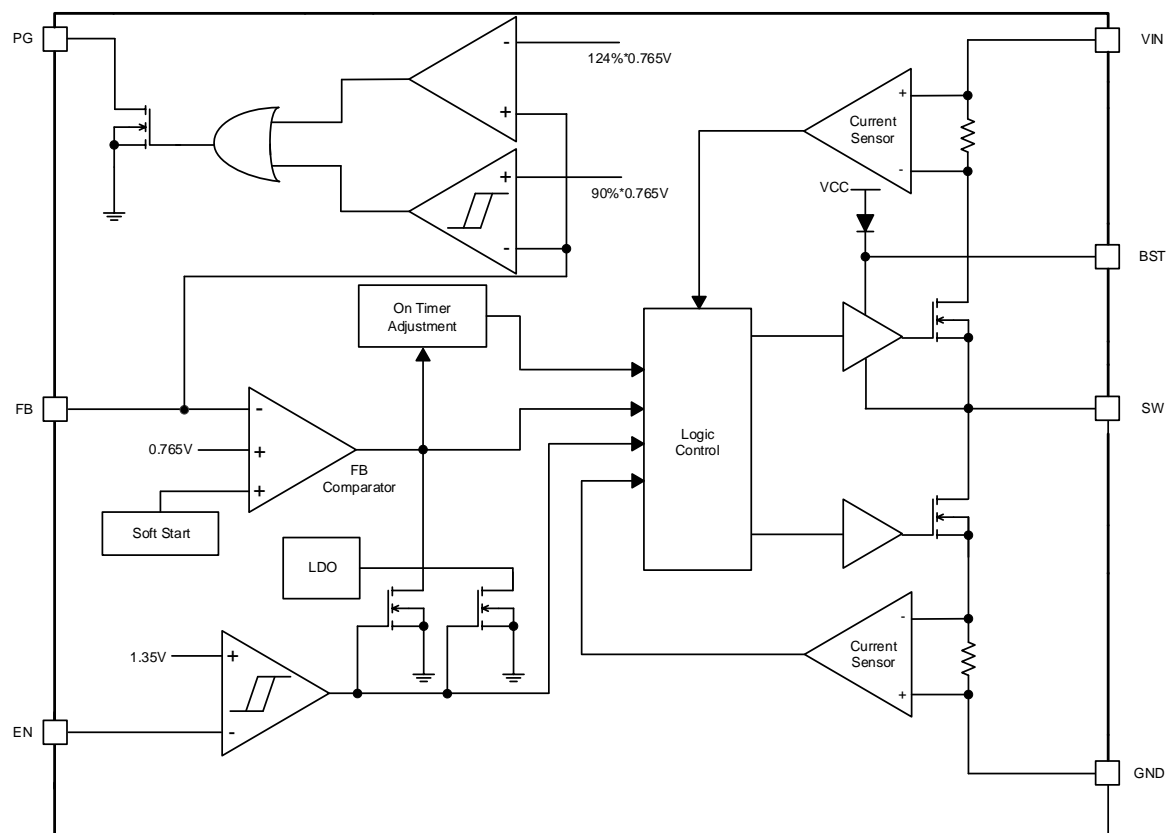 PG
VIN
124%*0.765V
-
+
+
Current
Sensor
-
+
90%*0.765V
-
VCC
BST
On Timer
Adjustment
FB
-
SW
0.765V
+
FB
Comparator
+
Logic
Control
Soft Start
LDO
1.35V
+
-
Current
Sensor
+
EN
-
GND